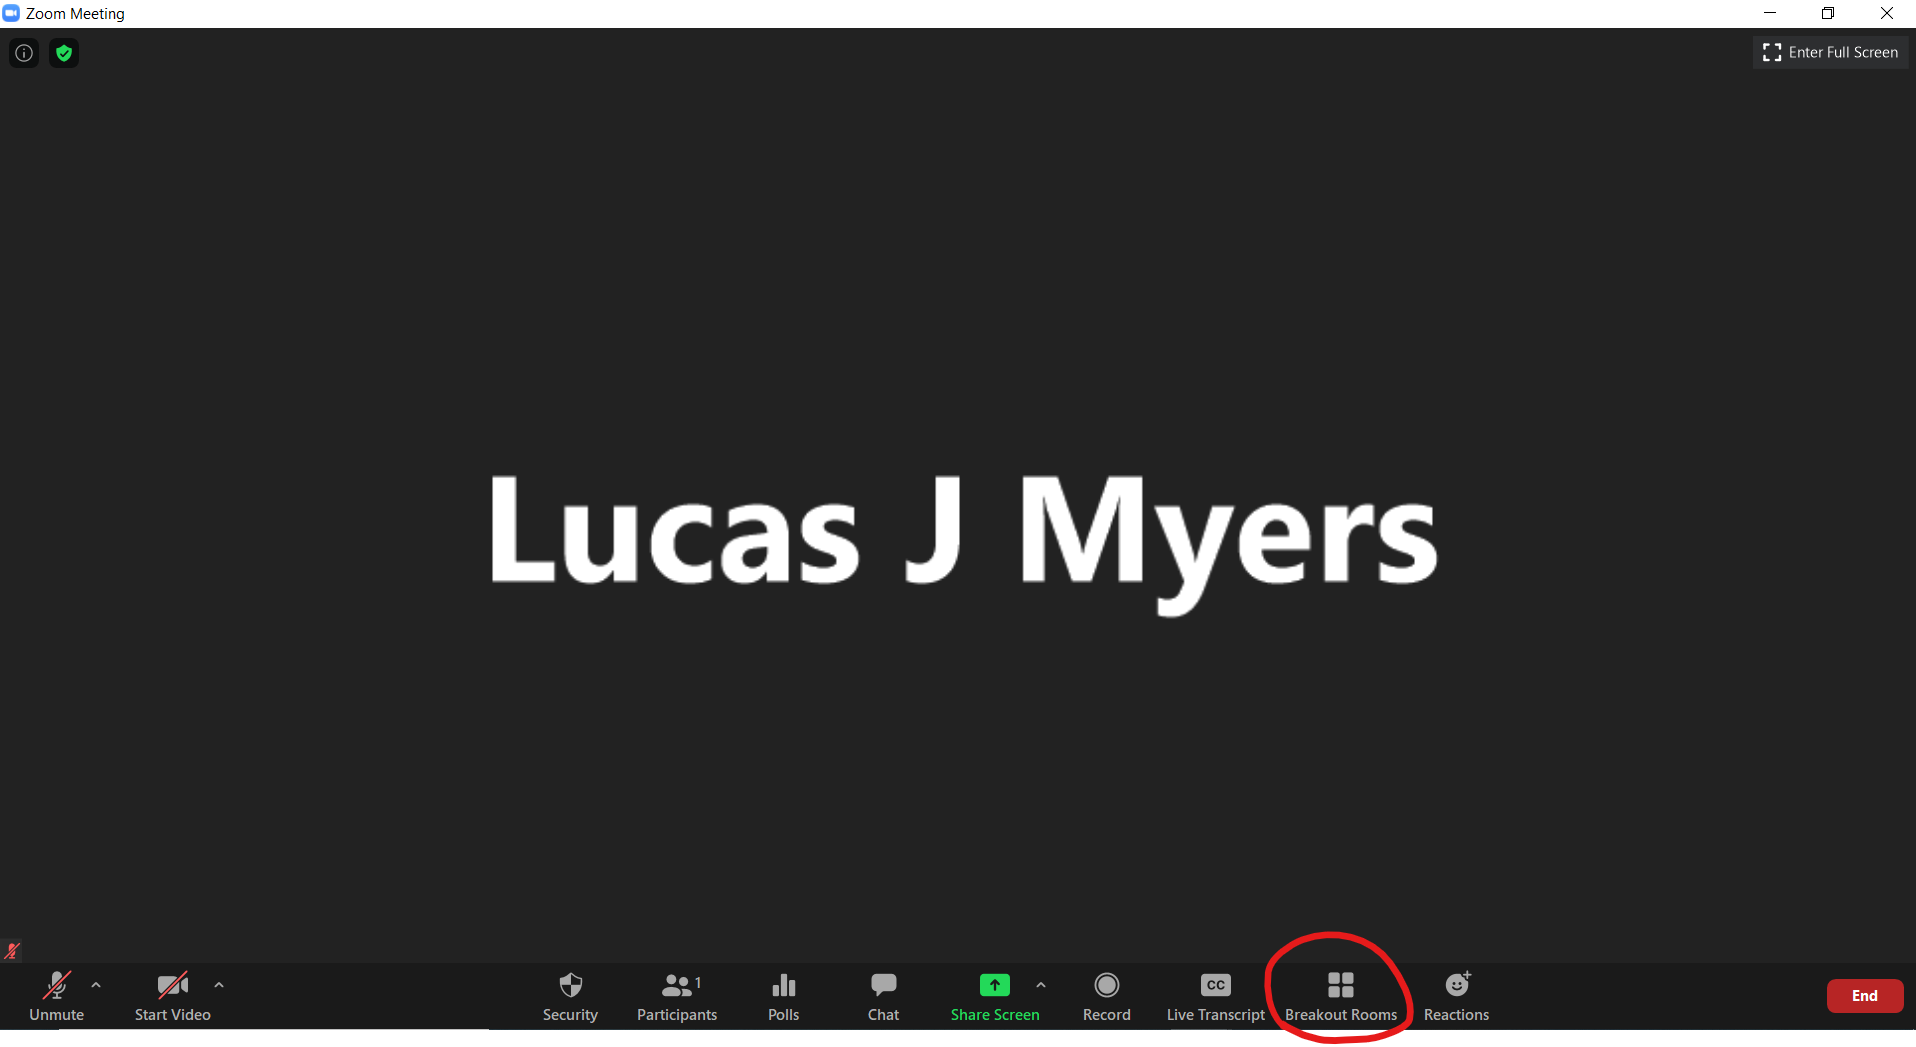 Zoom Meeting
Enter Full Screen
Lucas J Myers
Unmute
Start Video
Security
Participants 1
Polls
Chat
Share Screen
Record
CC
Live Transcript
Breakout Rooms
Reactions
End